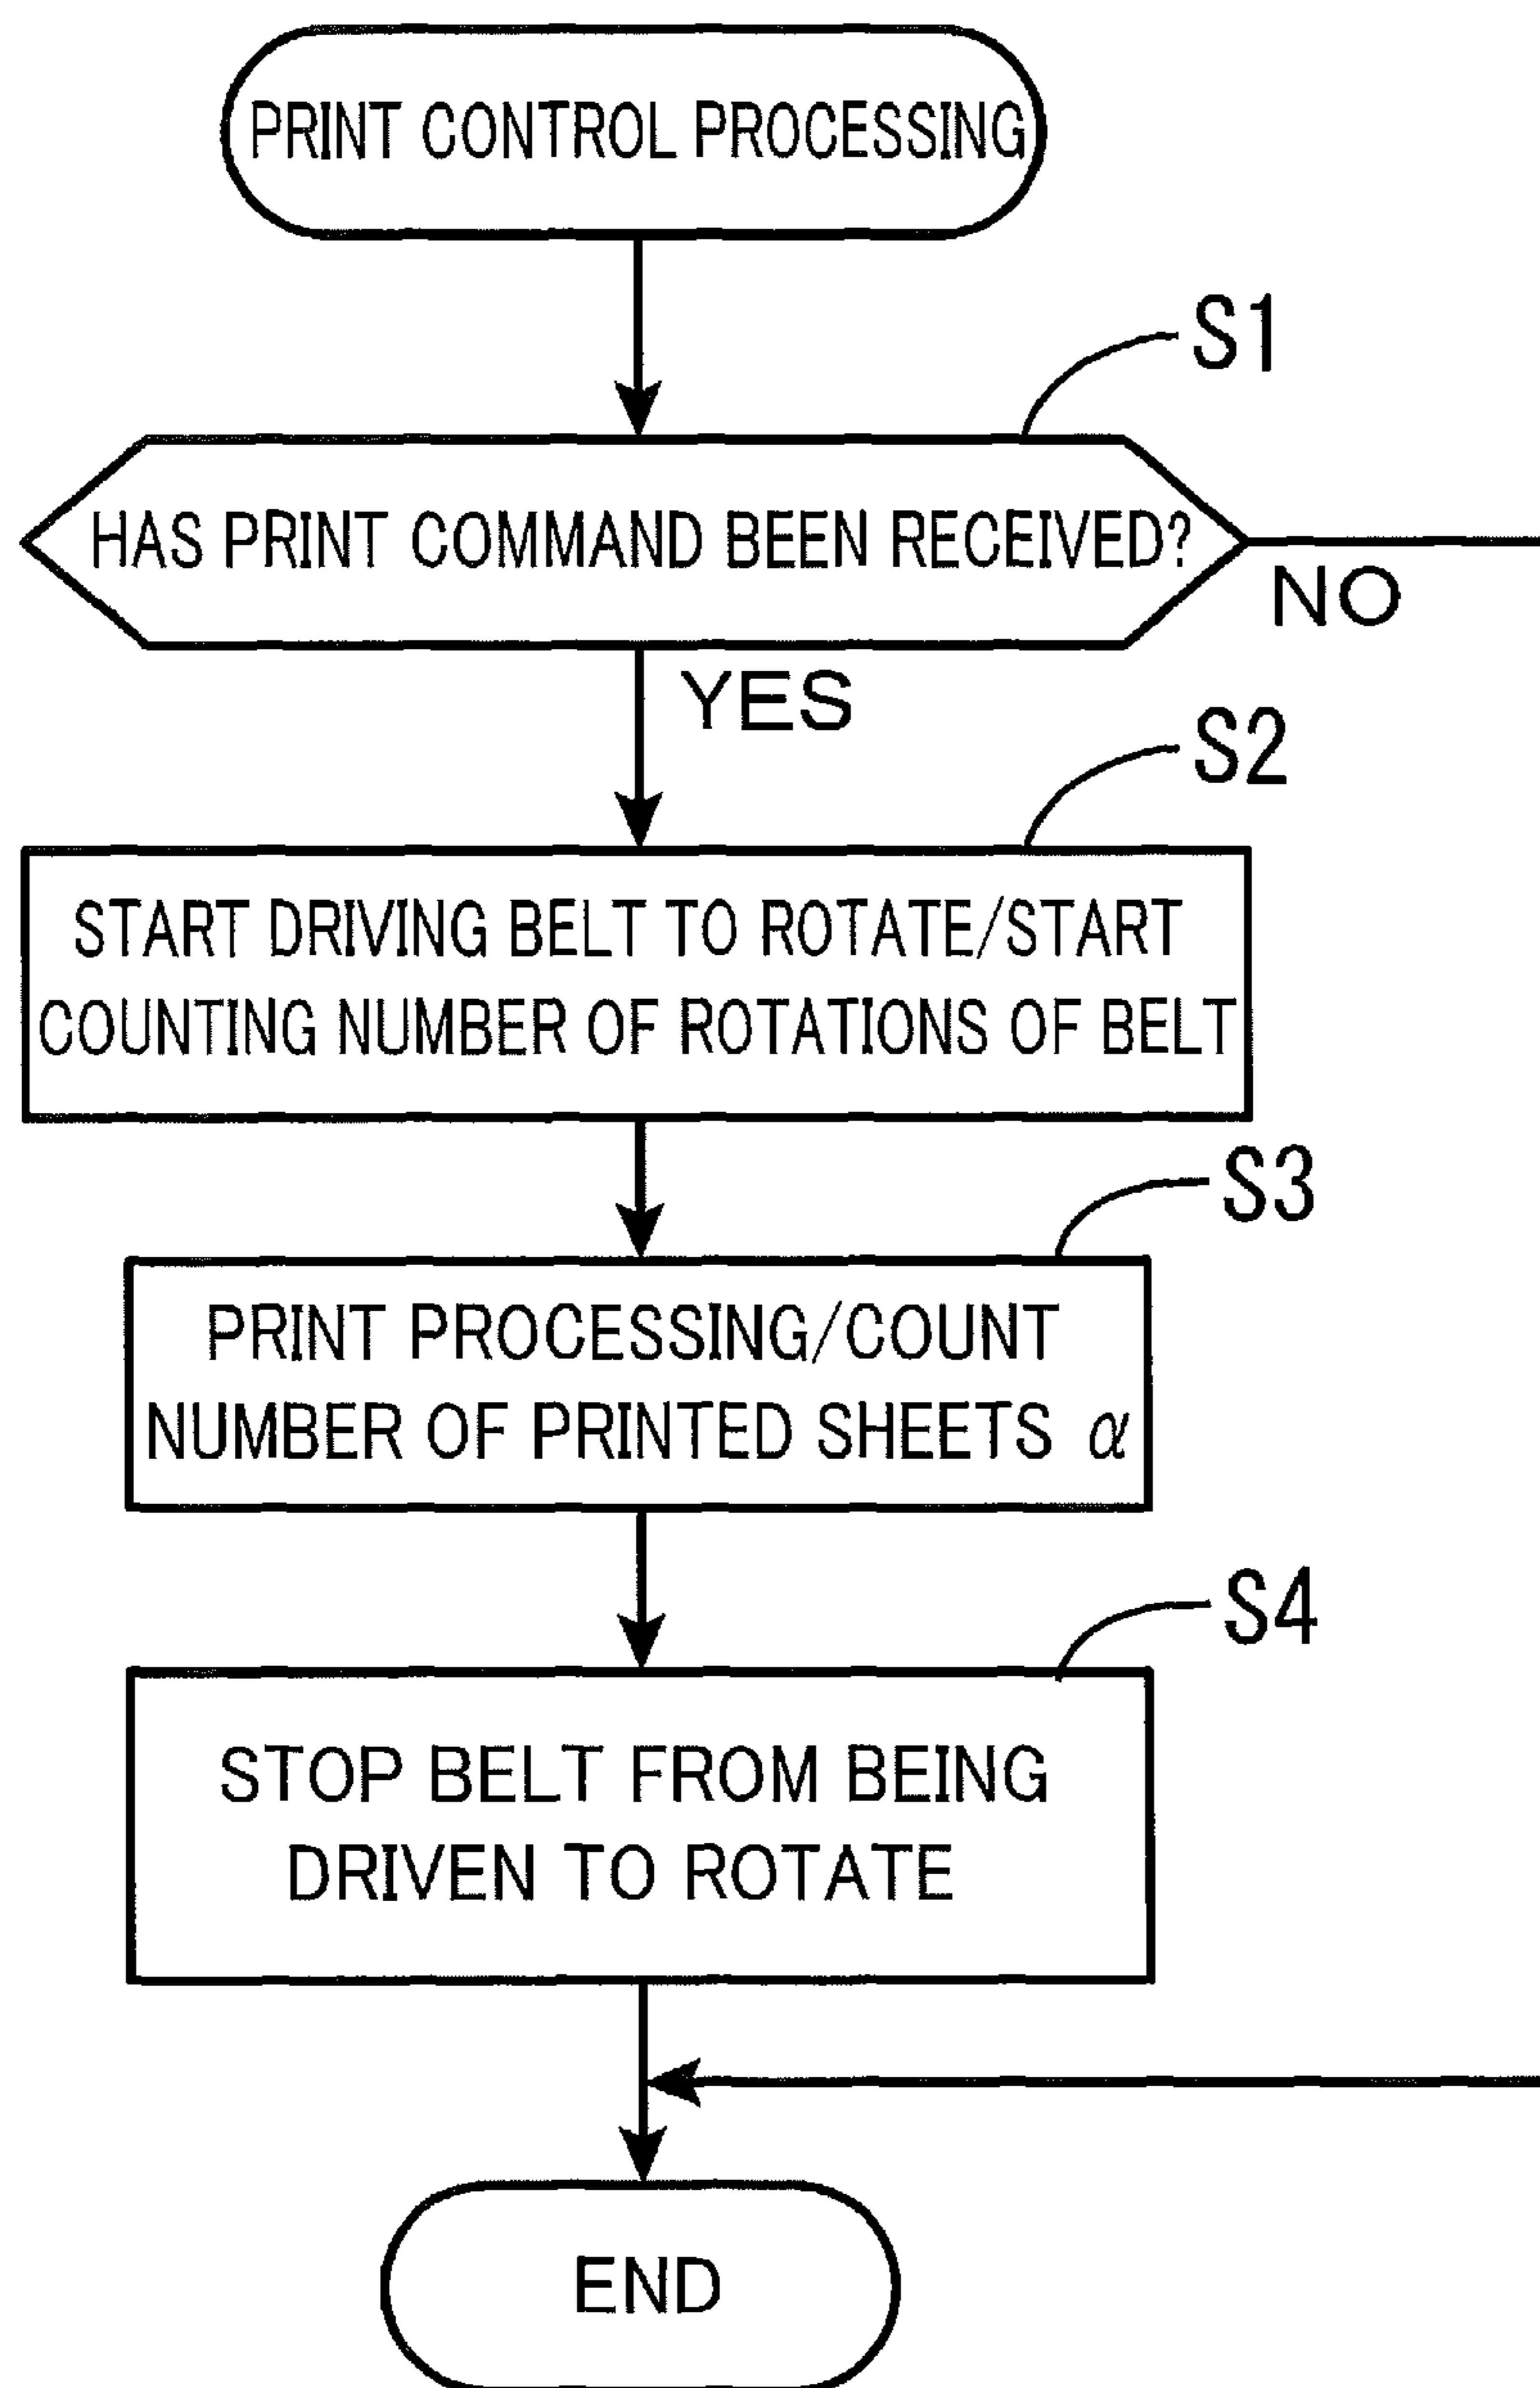 PRINT CONTROL PROCESSING
S1
HAS PRINT COMMAND BEEN RECEIVED?
NO
YES
S2
START DRIVING BELT TO ROTATE/START
COUNTING NUMBER OF ROTATIONS OF BELT
S3
PRINT PROCESSING/COUNT
NUMBER OF PRINTED SHEETS α
S4
STOP BELT FROM BEING
DRIVEN TO ROTATE
END